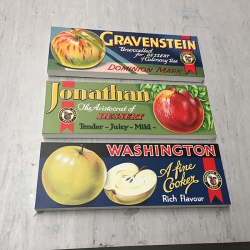 GRAVENSTEIN
Unexcelled
for DESSERT
& Culinary Use
DOMINION MARK
Jonathan
The Aristocrat of
DESSERT
Tender - Juicy - Mild -
WASHINGTON
A fine
Cooker
Rich Flavour